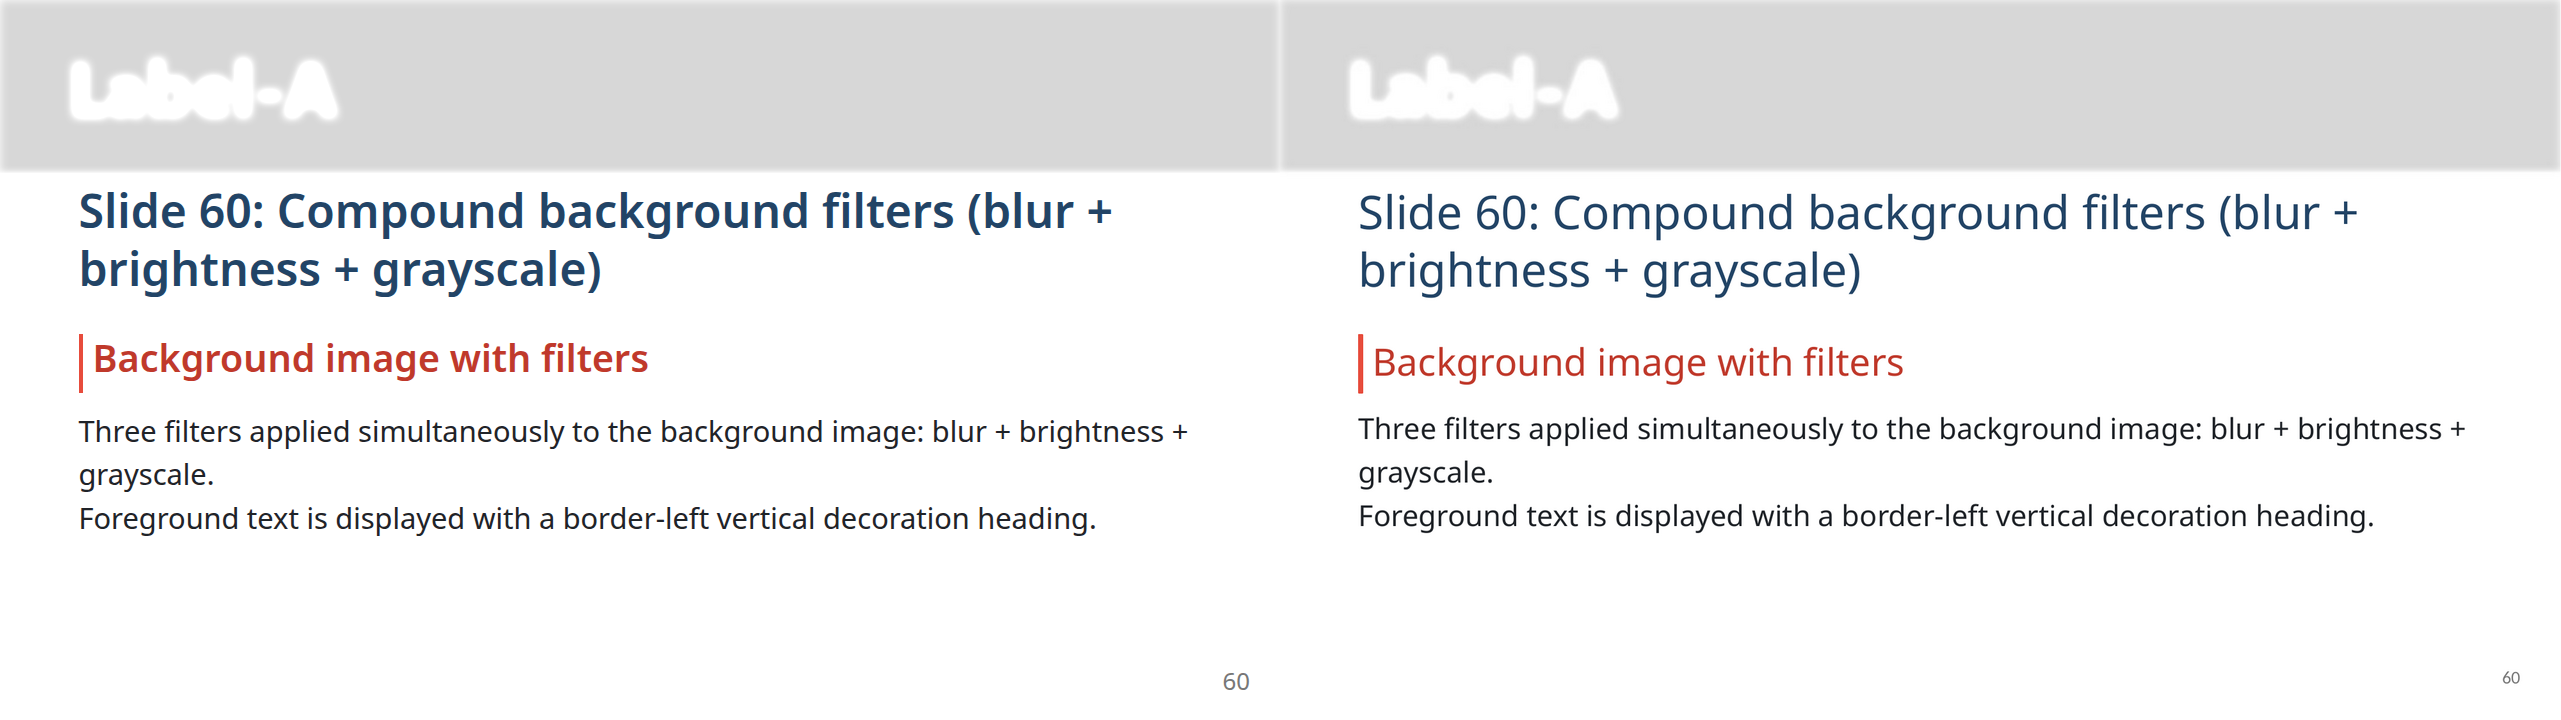 Label-A
Slide 60: Compound background filters (blur +
brightness + grayscale)
Background image with filters
Three filters applied simultaneously to the background image: blur + brightness +
grayscale.
Foreground text is displayed with a border-left vertical decoration heading.
60
Label-A
Slide 60: Compound background filters (blur +
brightness + grayscale)
Background image with filters
Three filters applied simultaneously to the background image: blur + brightness +
grayscale.
Foreground text is displayed with a border-left vertical decoration heading.
60